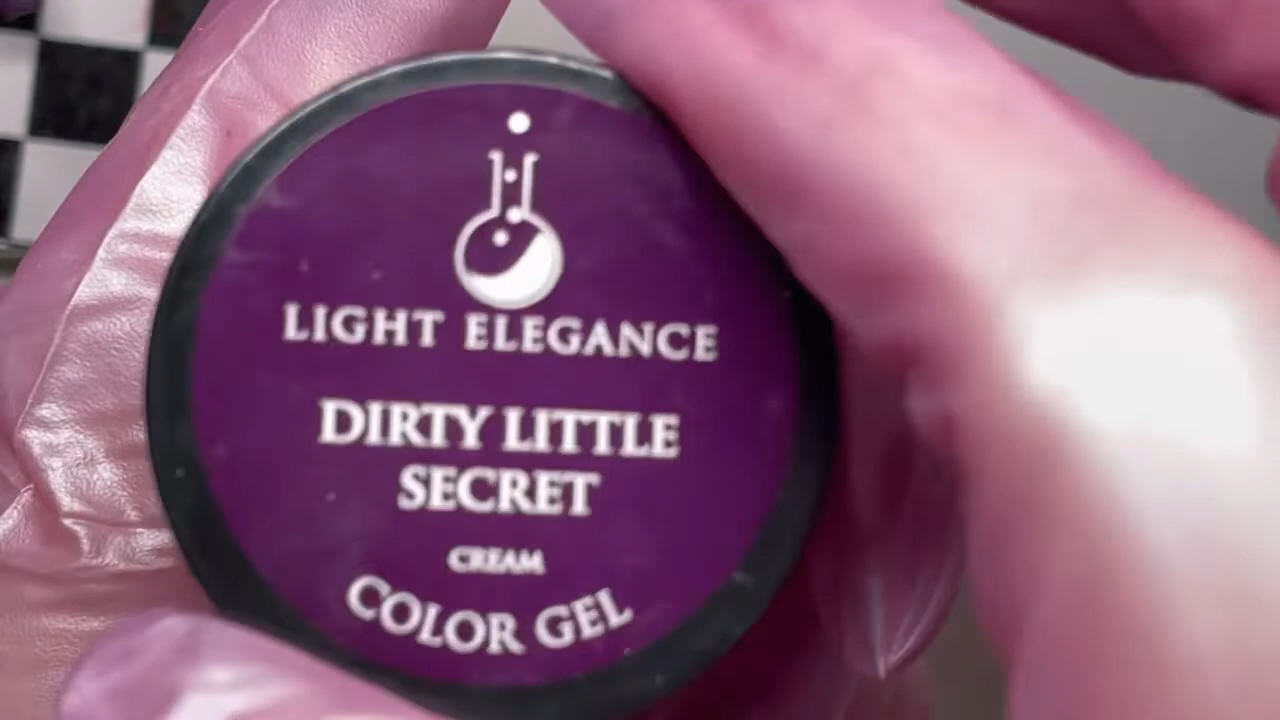 LIGHT ELEGANCE
DIRTY LITTLE
SECRET
CREAM
COLOR GEL